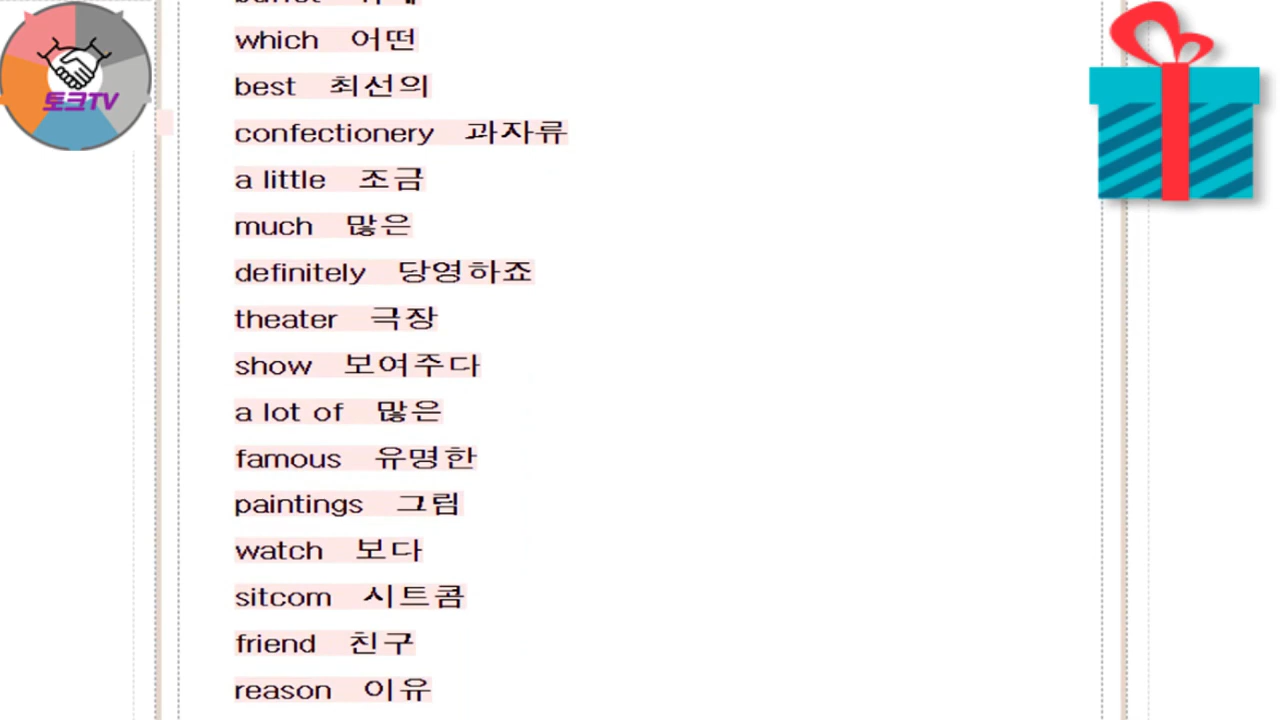 토크TV
which 어떤
best 최선의
confectionery 과자류
a little 조금
much 많은
definitely 당영하죠
theater 극장
show 보여주다
a lot of 많은
famous 유명한
paintings 그림
watch 보다
sitcom 시트콤
friend 친구
reason 이유